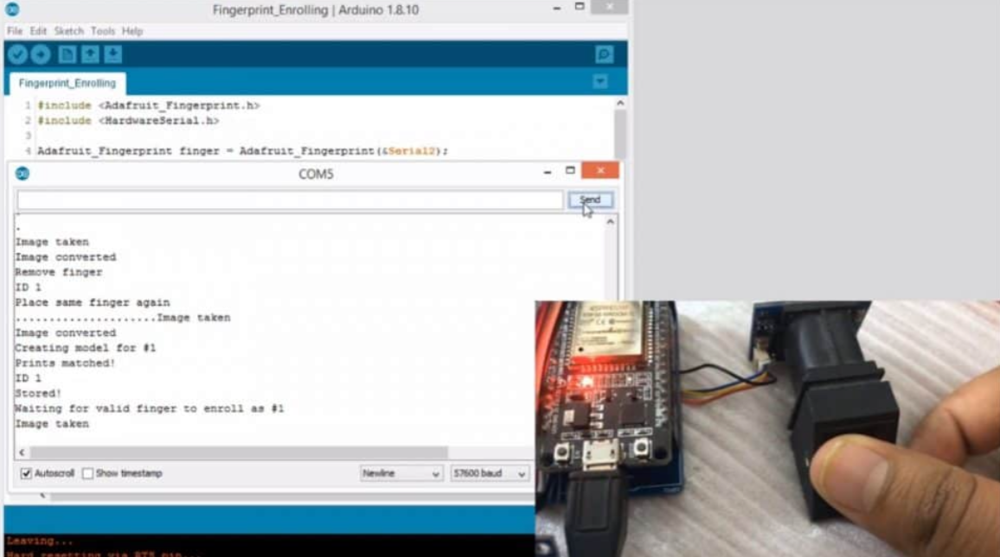 Fingerprint_Enrolling | Arduino 1.8.10
File Edit Sketch Tools Help
Fingerprint_Enrolling
1 #include <Adafruit_Fingerprint.h>
2 #include <HardwareSerial.h>
3
4 Adafruit_Fingerprint finger = Adafruit_Fingerprint(&Serial2);
COM5
Send
.
Image taken
Image converted
Remove finger
ID 1
Place same finger again
....................Image taken
Image converted
Creating model for #1
Prints matched!
ID 1
Stored!
Waiting for valid finger to enroll as #1
Image taken
Autoscroll Show timestamp Newline 57600 baud
Leaving...
Hard resetting via RTS pin...